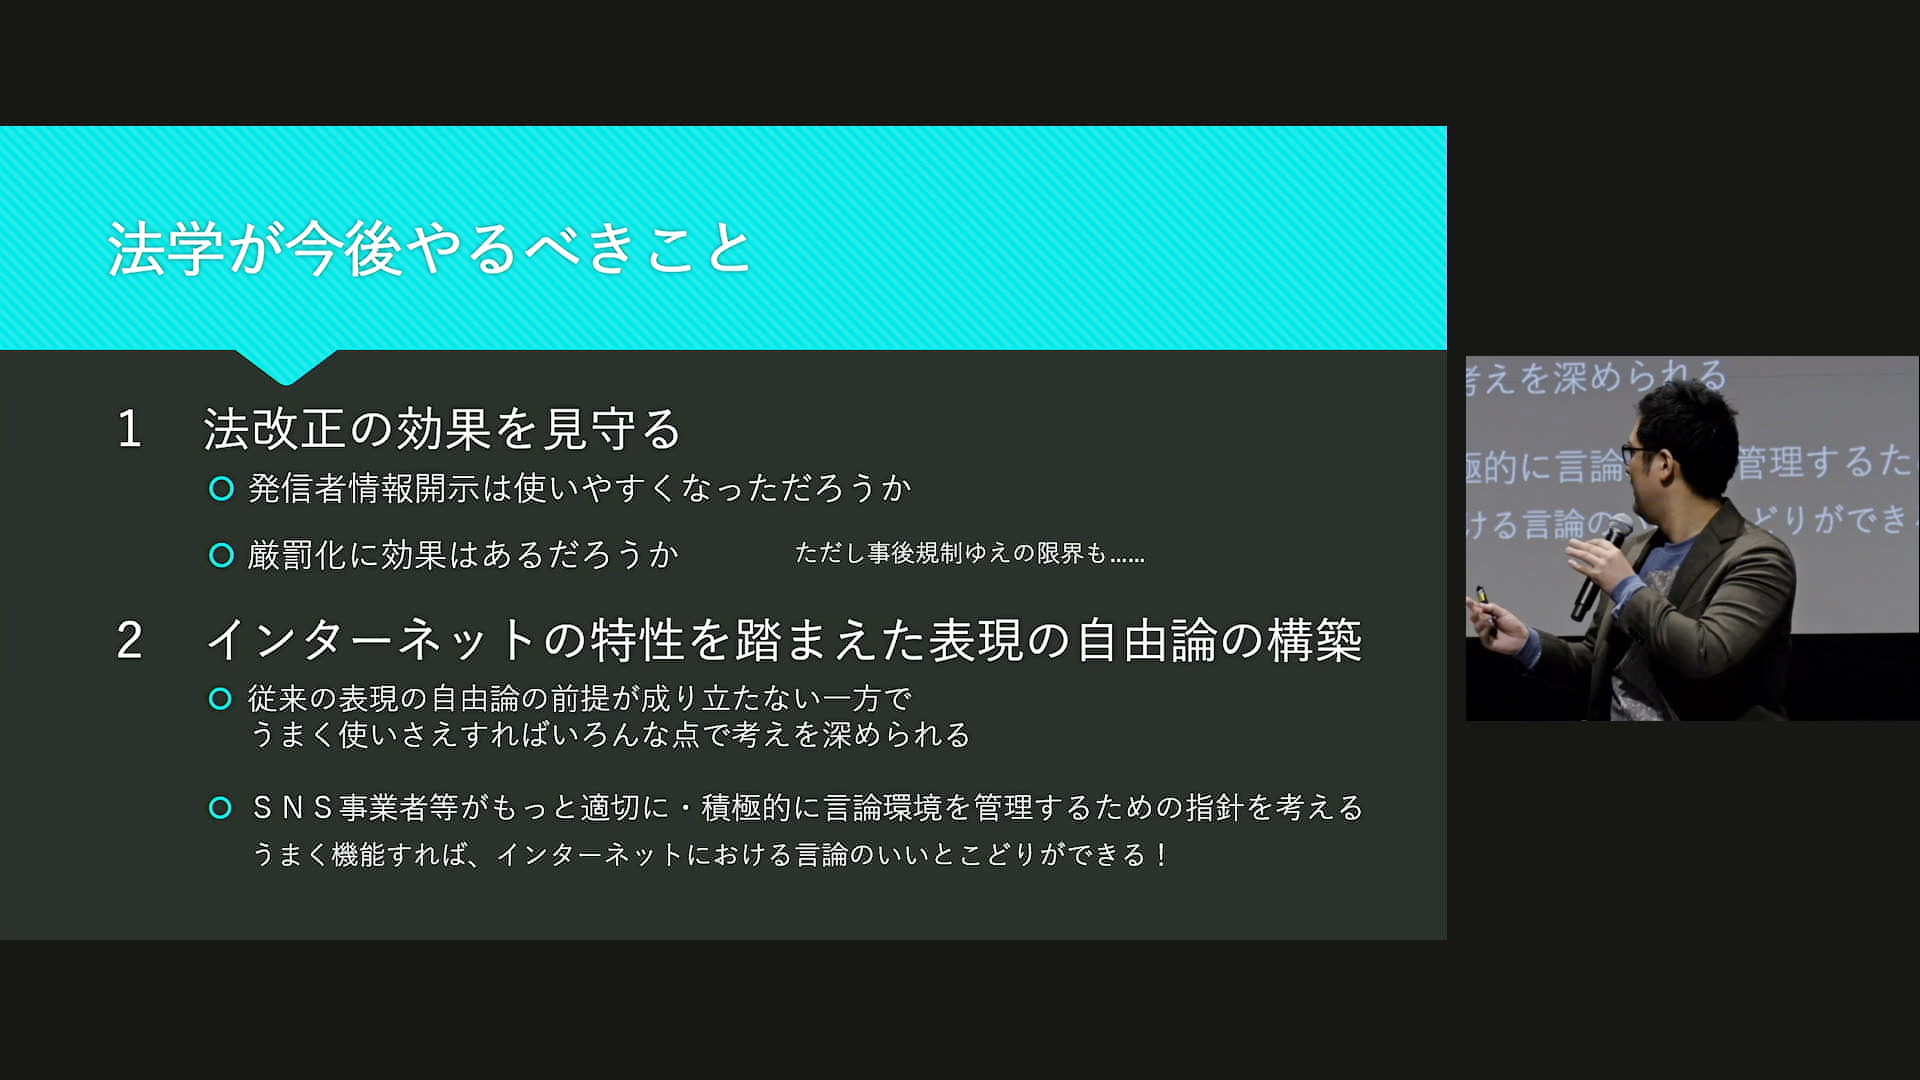 法学が今後やるべきこと
1 法改正の効果を見守る
発信者情報開示は使いやすくなっただろうか
厳罰化に効果はあるだろうか ただし事後規制ゆえの限界も……
2 インターネットの特性を踏まえた表現の自由論の構築
従来の表現の自由論の前提が成り立たない一方で
うまく使いさえすればいろんな点で考えを深められる
ＳＮＳ事業者等がもっと適切に・積極的に言論環境を管理するための指針を考える
うまく機能すれば、インターネットにおける言論のいいとこどりができる！
考えを深められる
極的に言論 管理するた
ける言論の どりができ